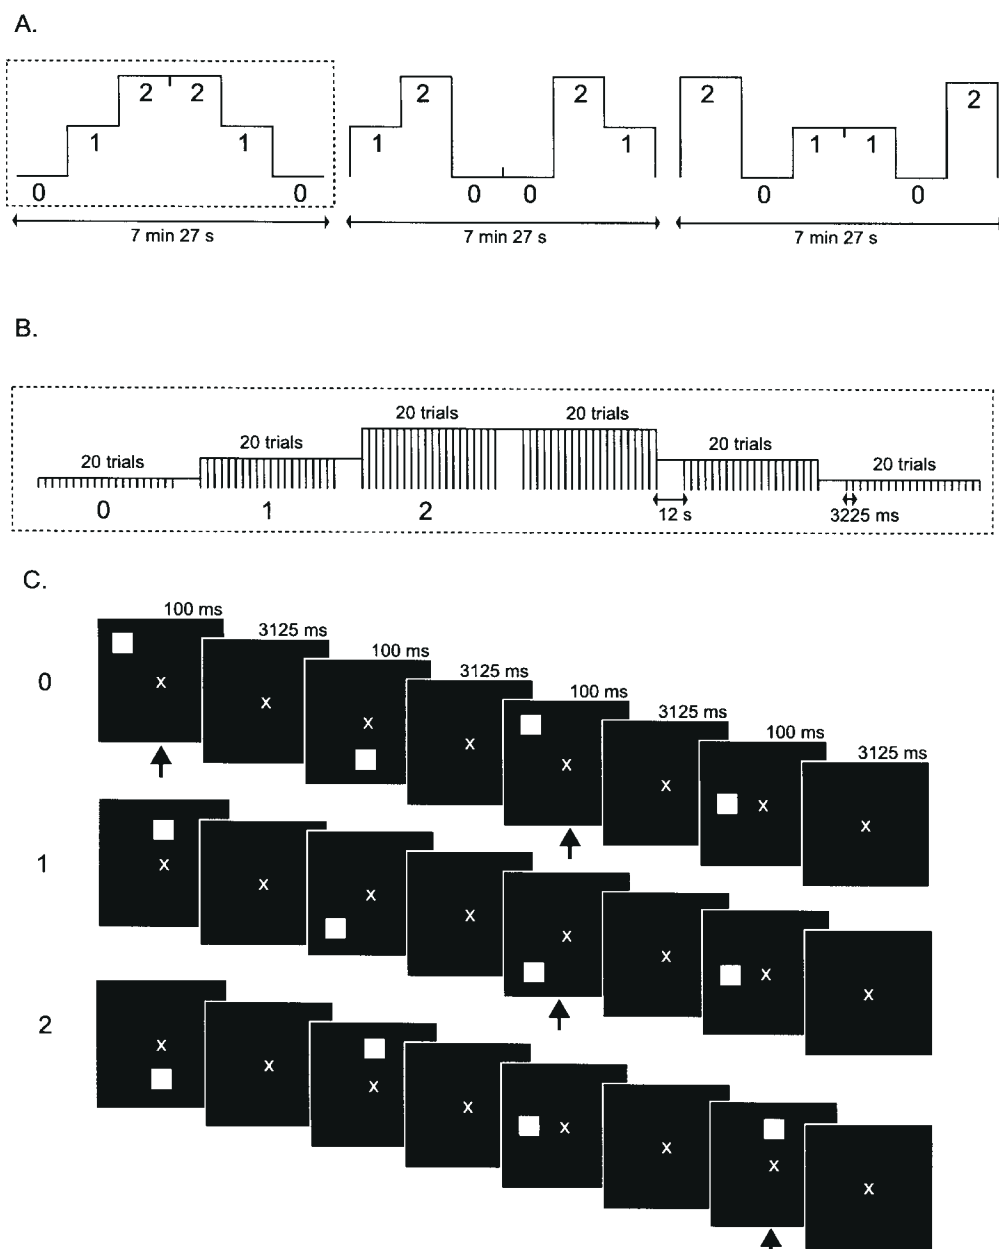 A.
2 2
1 1
0 0
7 min 27 s
2 2
1 1
0 0
7 min 27 s
2 2
1 1
0 0
7 min 27 s
B.
20 trials 20 trials
20 trials 20 trials
20 trials 20 trials
0 1 2 12 s 3225 ms
C.
100 ms
3125 ms
100 ms
3125 ms
100 ms
3125 ms
100 ms
3125 ms
0
x x x x x x x x
1
x x x x x x x x
2
x x x x x x x x